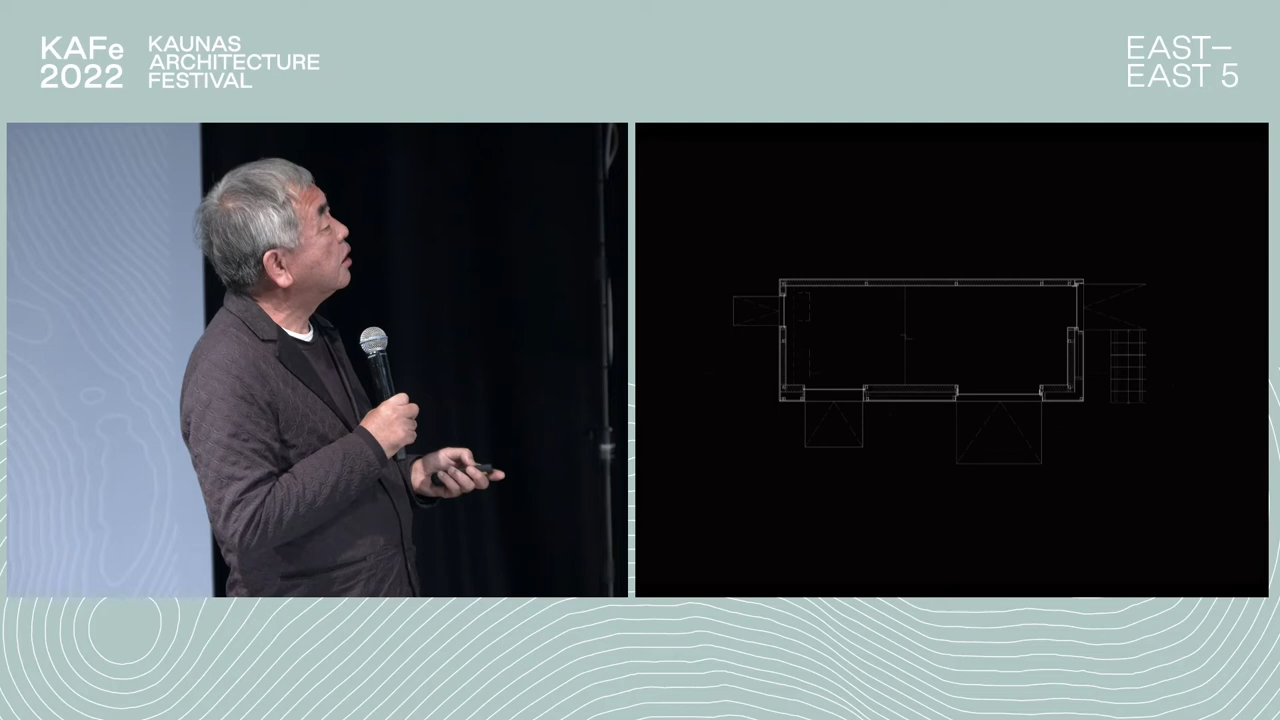 KAFe
2022
KAUNAS
ARCHITECTURE
FESTIVAL
EAST–
EAST 5